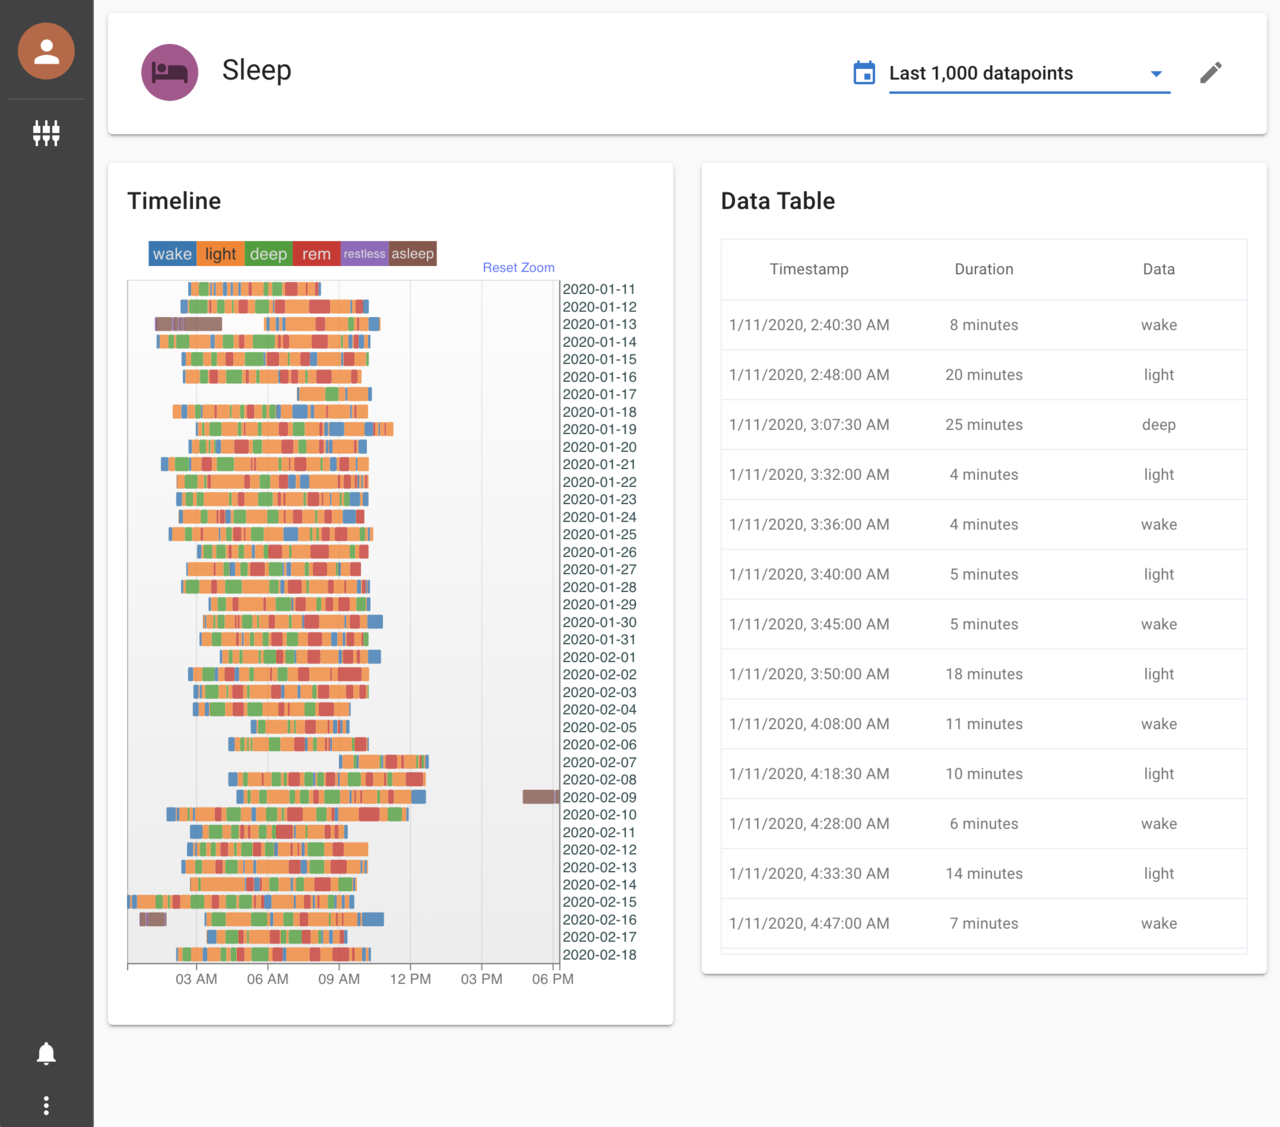 Sleep
Last 1,000 datapoints
Timeline
wake light deep rem restless asleep
Reset Zoom
2020-01-11
2020-01-12
2020-01-13
2020-01-14
2020-01-15
2020-01-16
2020-01-17
2020-01-18
2020-01-19
2020-01-20
2020-01-21
2020-01-22
2020-01-23
2020-01-24
2020-01-25
2020-01-26
2020-01-27
2020-01-28
2020-01-29
2020-01-30
2020-01-31
2020-02-01
2020-02-02
2020-02-03
2020-02-04
2020-02-05
2020-02-06
2020-02-07
2020-02-08
2020-02-09
2020-02-10
2020-02-11
2020-02-12
2020-02-13
2020-02-14
2020-02-15
2020-02-16
2020-02-17
2020-02-18
03 AM 06 AM 09 AM 12 PM 03 PM 06 PM
Data Table
Timestamp Duration Data
1/11/2020, 2:40:30 AM 8 minutes wake
1/11/2020, 2:48:00 AM 20 minutes light
1/11/2020, 3:07:30 AM 25 minutes deep
1/11/2020, 3:32:00 AM 4 minutes light
1/11/2020, 3:36:00 AM 4 minutes wake
1/11/2020, 3:40:00 AM 5 minutes light
1/11/2020, 3:45:00 AM 5 minutes wake
1/11/2020, 3:50:00 AM 18 minutes light
1/11/2020, 4:08:00 AM 11 minutes wake
1/11/2020, 4:18:30 AM 10 minutes light
1/11/2020, 4:28:00 AM 6 minutes wake
1/11/2020, 4:33:30 AM 14 minutes light
1/11/2020, 4:47:00 AM 7 minutes wake